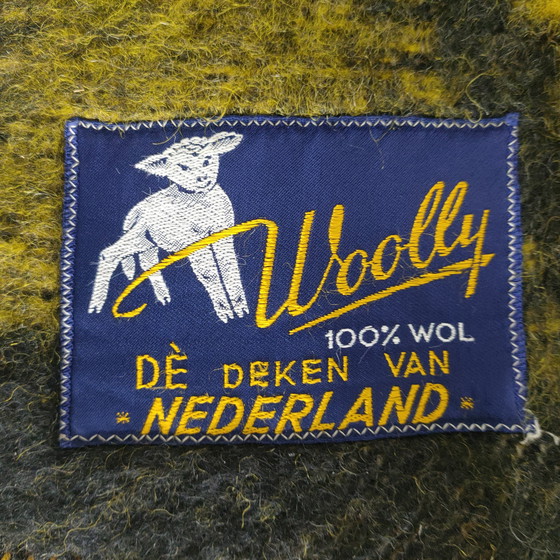 Woolly
100% WOL
DÈ DEKEN VAN
* NEDERLAND *